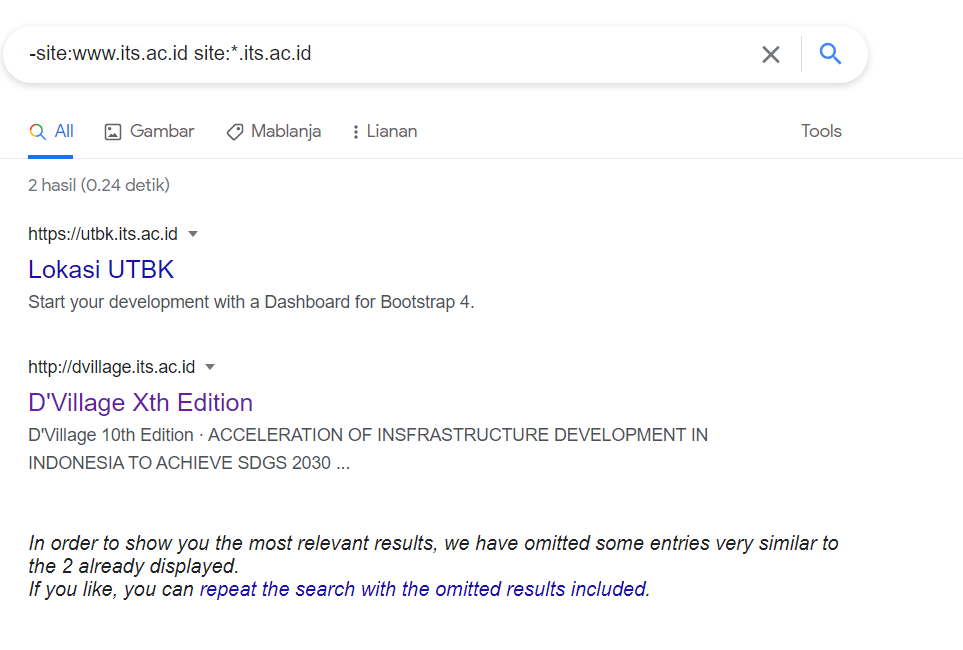 -site:www.its.ac.id site:*.its.ac.id
All Gambar Mablanja Lianan Tools
2 hasil (0.24 detik)
https://utbk.its.ac.id
Lokasi UTBK
Start your development with a Dashboard for Bootstrap 4.
http://dvillage.its.ac.id
D'Village Xth Edition
D'Village 10th Edition · ACCELERATION OF INSFRASTRUCTURE DEVELOPMENT IN
INDONESIA TO ACHIEVE SDGS 2030 ...
In order to show you the most relevant results, we have omitted some entries very similar to
the 2 already displayed.
If you like, you can repeat the search with the omitted results included.